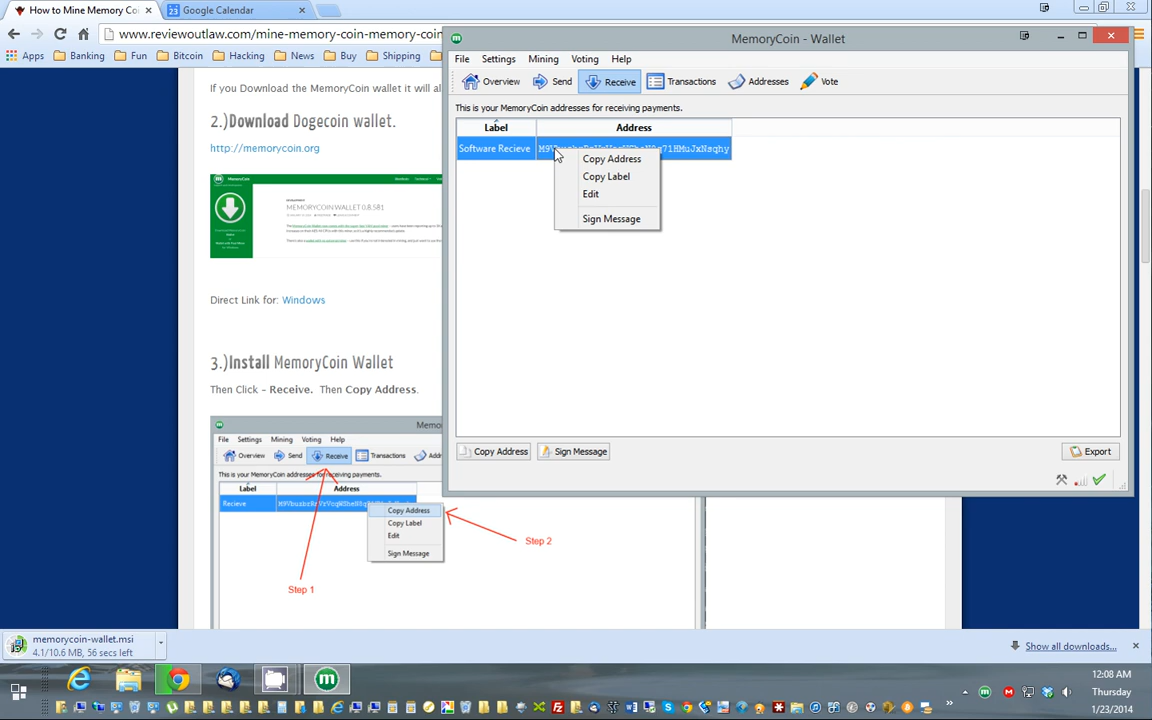 How to Mine Memory Co
Google Calendar
www.reviewoutlaw.com/mine-memory-coin-memory-coin
Apps Banking Fun Bitcoin Hacking News Buy Shipping
If you Download the MemoryCoin wallet it will al
2.)Download Dogecoin wallet.
http://memorycoin.org
MemoryCoin
MEMORYCOIN WALLET 0.8.581
Direct Link for: Windows
3.)Install MemoryCoin Wallet
Then Click – Receive. Then Copy Address.
File Settings Mining Voting Help
Overview Send Receive Transactions
This is your MemoryCoin addresses for receiving payments.
Label Address
Recieve
Copy Address
Copy Label
Edit
Sign Message
Step 1
Step 2
MemoryCoin - Wallet
File Settings Mining Voting Help
Overview Send Receive Transactions Addresses Vote
This is your MemoryCoin addresses for receiving payments.
Label Address
Software Recieve
Copy Address
Copy Label
Edit
Sign Message
Copy Address Sign Message Export
memorycoin-wallet.msi
4.1/10.6 MB, 56 secs left
Show all downloads...
12:08 AM
Thursday
1/23/2014